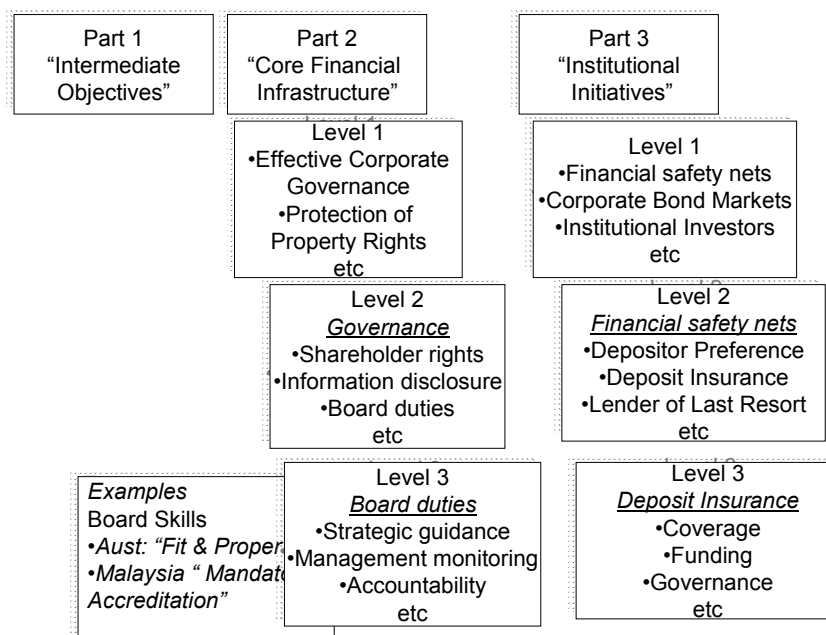 Part 1
“Intermediate
Objectives”
Part 2
“Core Financial
Infrastructure”
Part 3
“Institutional
Initiatives”
Level 1
•Effective Corporate
Governance
•Protection of
Property Rights
etc
Level 1
•Financial safety nets
•Corporate Bond Markets
•Institutional Investors
etc
Level 2
Governance
•Shareholder rights
•Information disclosure
•Board duties
etc
Level 2
Financial safety nets
•Depositor Preference
•Deposit Insurance
•Lender of Last Resort
etc
Examples
Board Skills
•Aust: “Fit & Proper
•Malaysia “ Mandato
Accreditation”
Level 3
Board duties
•Strategic guidance
•Management monitoring
•Accountability
etc
Level 3
Deposit Insurance
•Coverage
•Funding
•Governance
etc